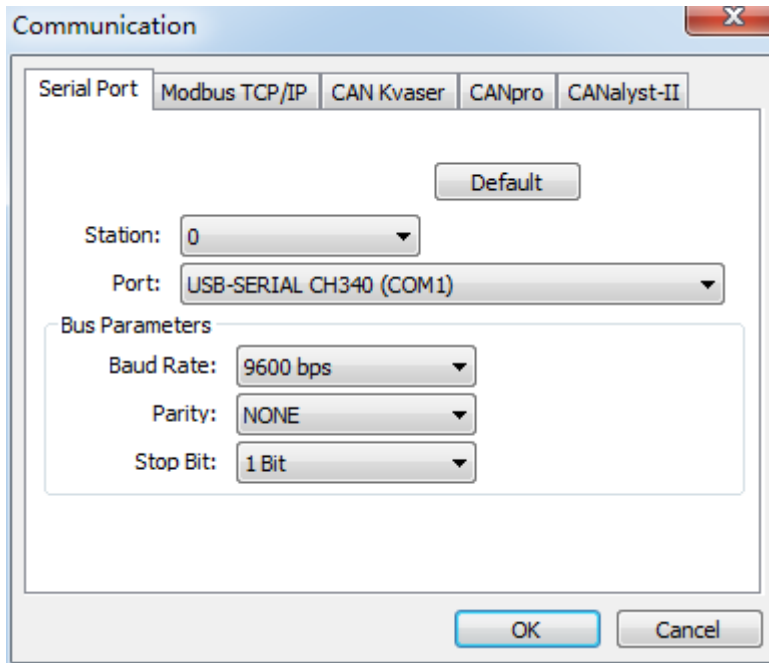 Communication
x
Serial Port Modbus TCP/IP CAN Kvaser CANpro CANalyst-II
Default
Station: 0
Port: USB-SERIAL CH340 (COM1)
Bus Parameters
Baud Rate: 9600 bps
Parity: NONE
Stop Bit: 1 Bit
OK Cancel